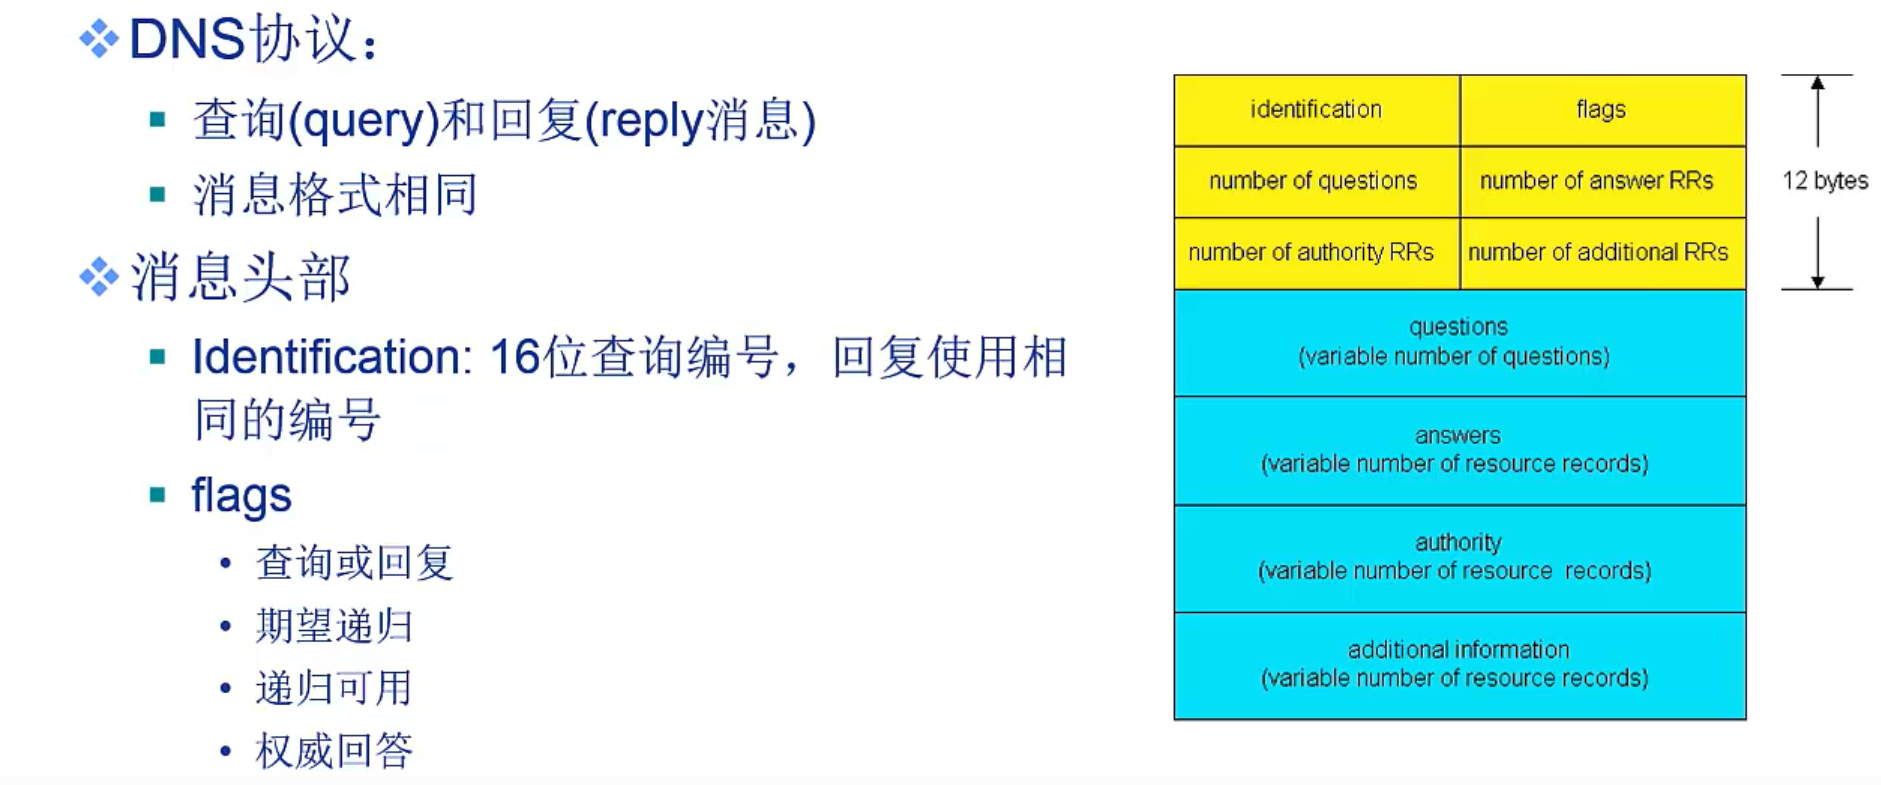 DNS协议：
查询(query)和回复(reply消息)
消息格式相同
消息头部
Identification: 16位查询编号，回复使用相
同的编号
flags
查询或回复
期望递归
递归可用
权威回答
identification
flags
number of questions
number of answer RRs
number of authority RRs
number of additional RRs
12 bytes
questions
(variable number of questions)
answers
(variable number of resource records)
authority
(variable number of resource records)
additional information
(variable number of resource records)